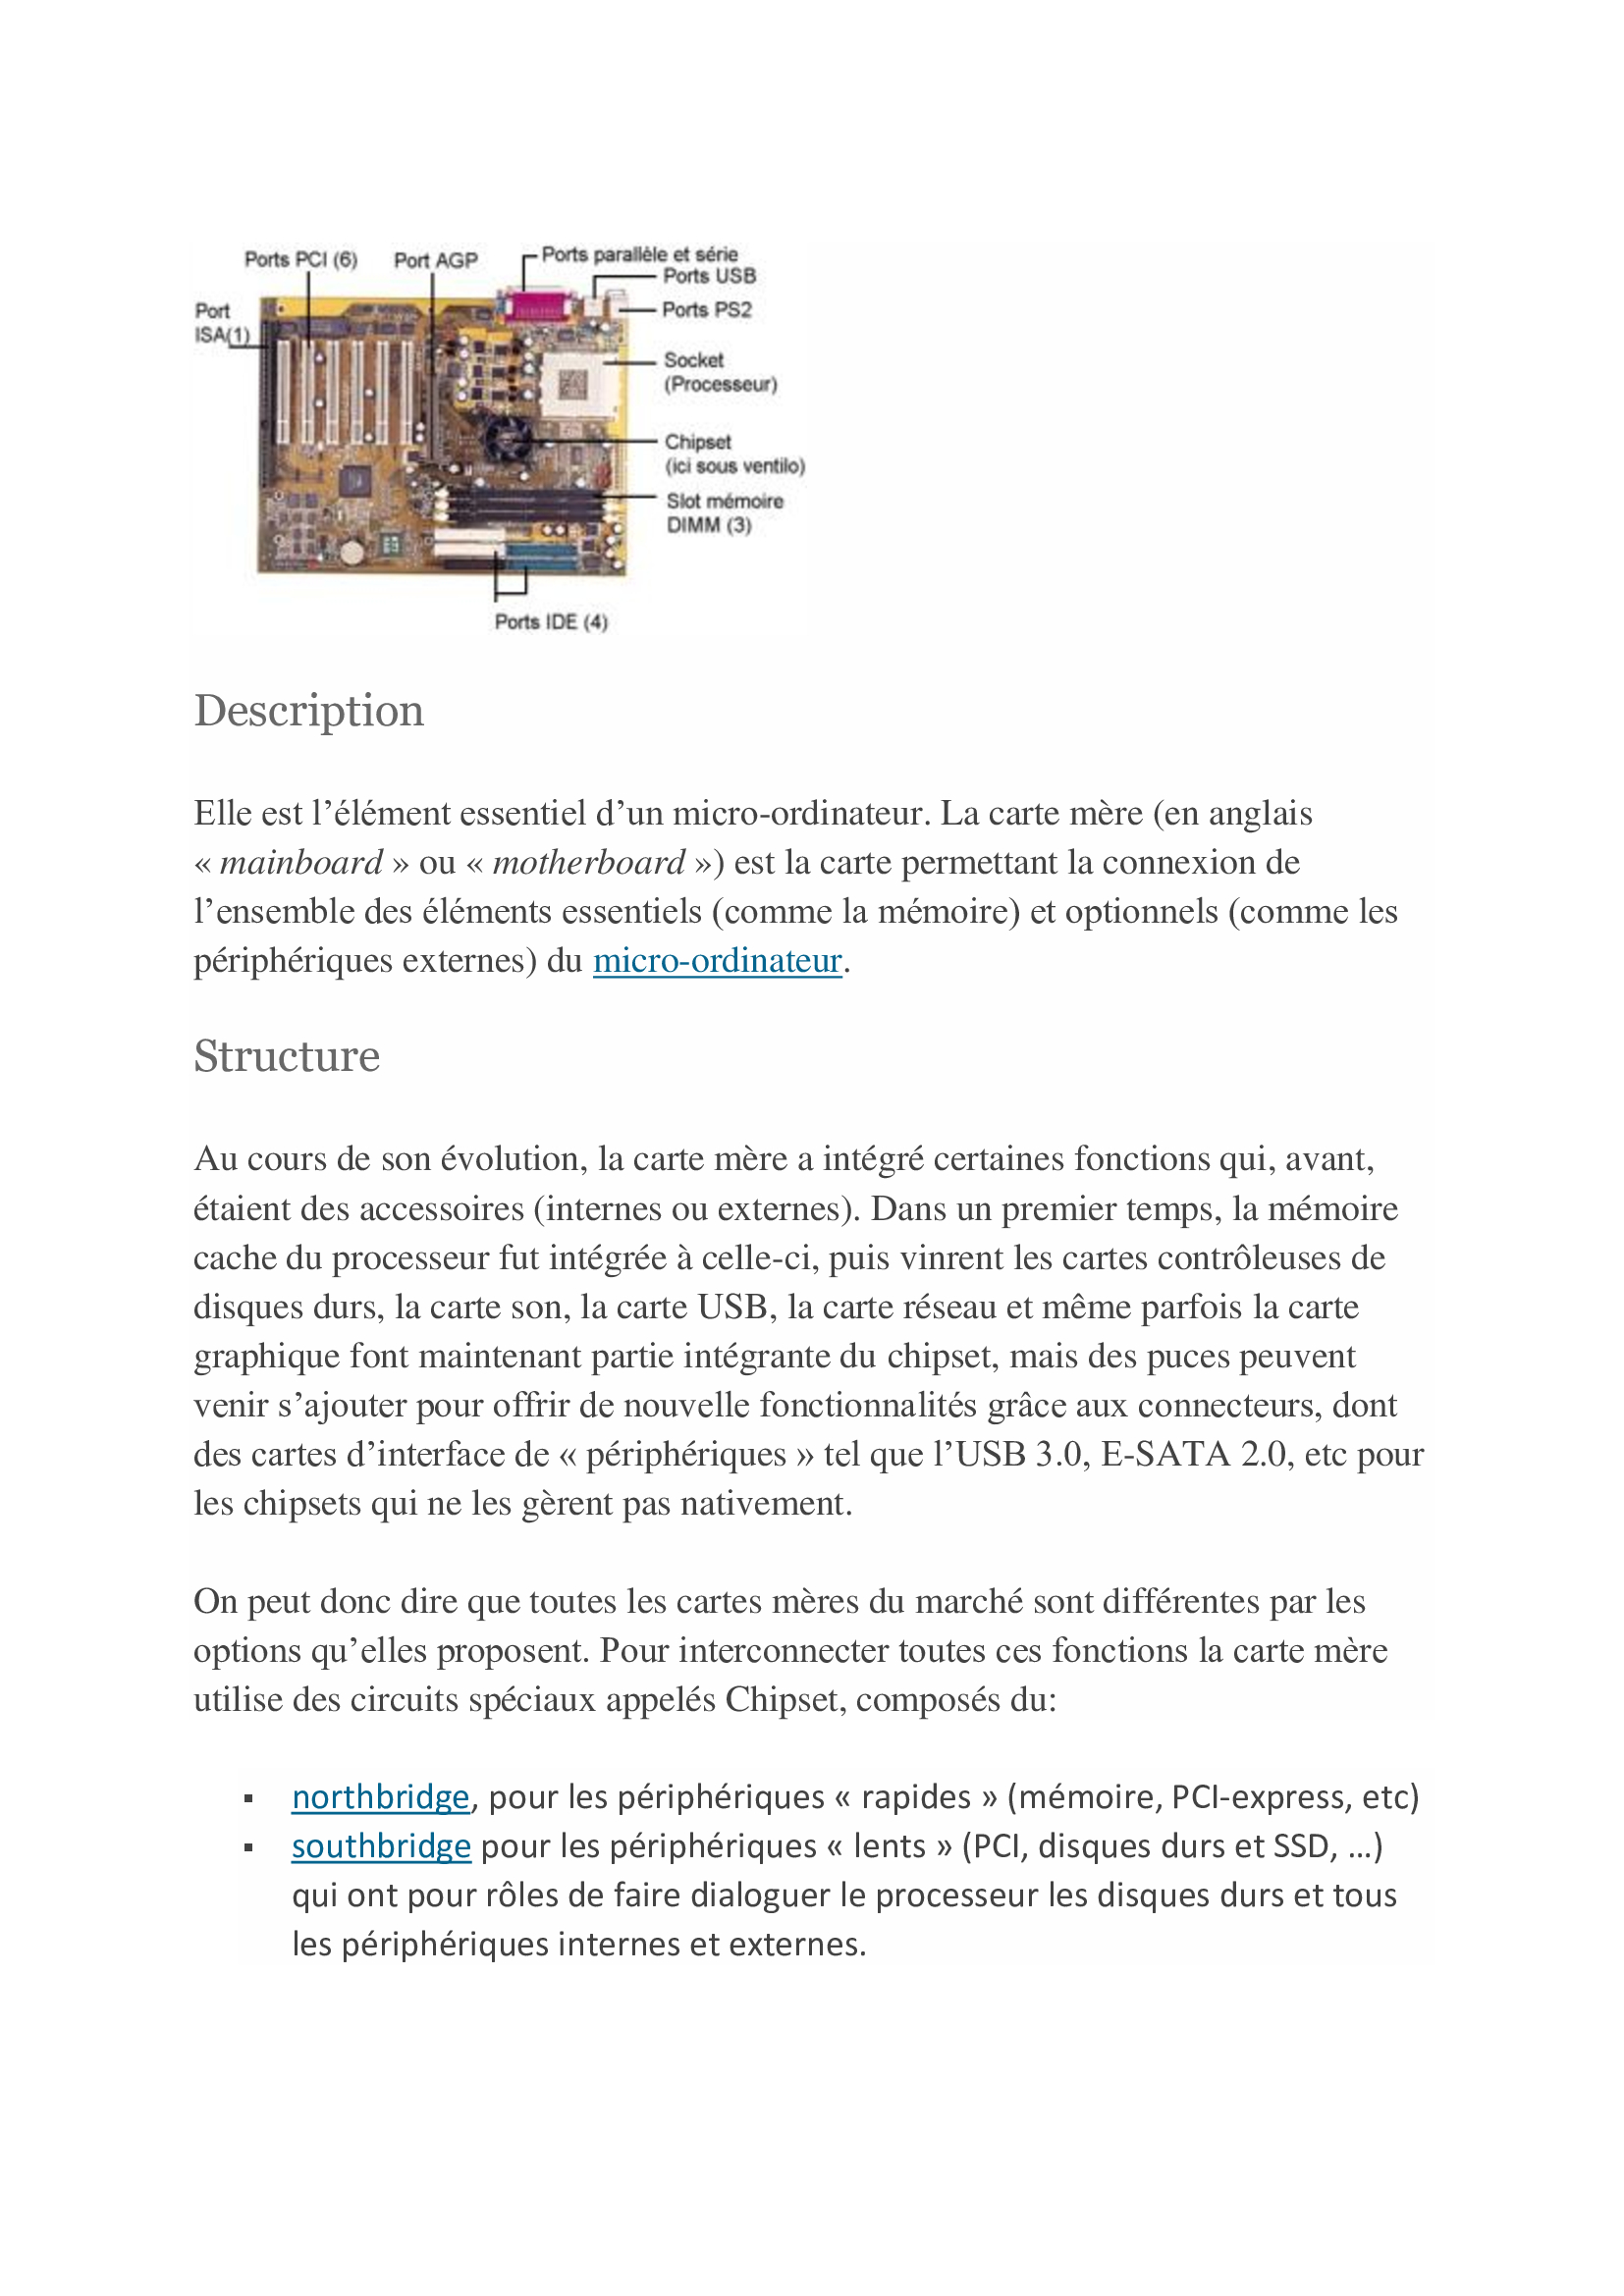 Ports PCI (6)
Port AGP
Ports parallèle et série
Ports USB
Port
ISA(1)
Ports PS2
Socket
(Processeur)
Chipset
(ici sous ventilo)
Slot mémoire
DIMM (3)
Ports IDE (4)
Description
Elle est l’élément essentiel d’un micro-ordinateur. La carte mère (en anglais
« mainboard » ou « motherboard ») est la carte permettant la connexion de
l’ensemble des éléments essentiels (comme la mémoire) et optionnels (comme les
périphériques externes) du micro-ordinateur.
Structure
Au cours de son évolution, la carte mère a intégré certaines fonctions qui, avant,
étaient des accessoires (internes ou externes). Dans un premier temps, la mémoire
cache du processeur fut intégrée à celle-ci, puis vinrent les cartes contrôleuses de
disques durs, la carte son, la carte USB, la carte réseau et même parfois la carte
graphique font maintenant partie intégrante du chipset, mais des puces peuvent
venir s’ajouter pour offrir de nouvelle fonctionnalités grâce aux connecteurs, dont
des cartes d’interface de « périphériques » tel que l’USB 3.0, E-SATA 2.0, etc pour
les chipsets qui ne les gèrent pas nativement.
On peut donc dire que toutes les cartes mères du marché sont différentes par les
options qu’elles proposent. Pour interconnecter toutes ces fonctions la carte mère
utilise des circuits spéciaux appelés Chipset, composés du:
▪ northbridge, pour les périphériques « rapides » (mémoire, PCI-express, etc)
▪ southbridge pour les périphériques « lents » (PCI, disques durs et SSD, …)
qui ont pour rôles de faire dialoguer le processeur les disques durs et tous
les périphériques internes et externes.